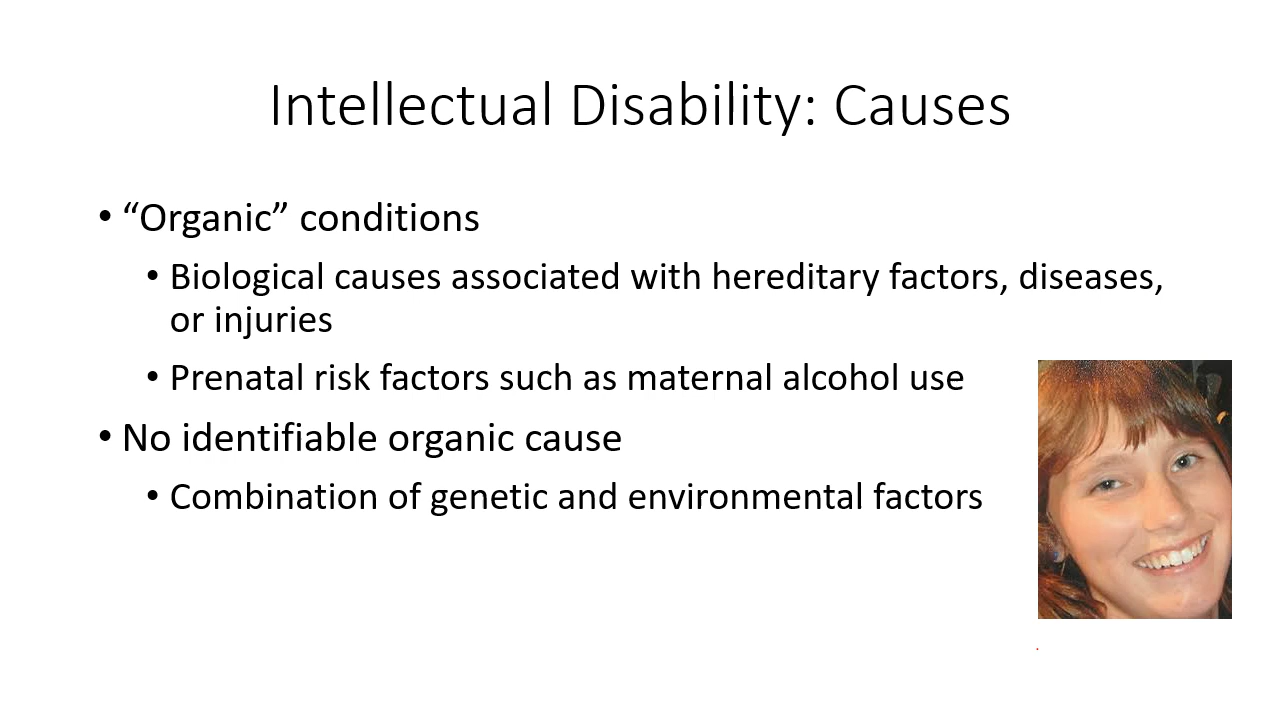 Intellectual Disability: Causes
• “Organic” conditions
• Biological causes associated with hereditary factors, diseases,
or injuries
• Prenatal risk factors such as maternal alcohol use
• No identifiable organic cause
• Combination of genetic and environmental factors